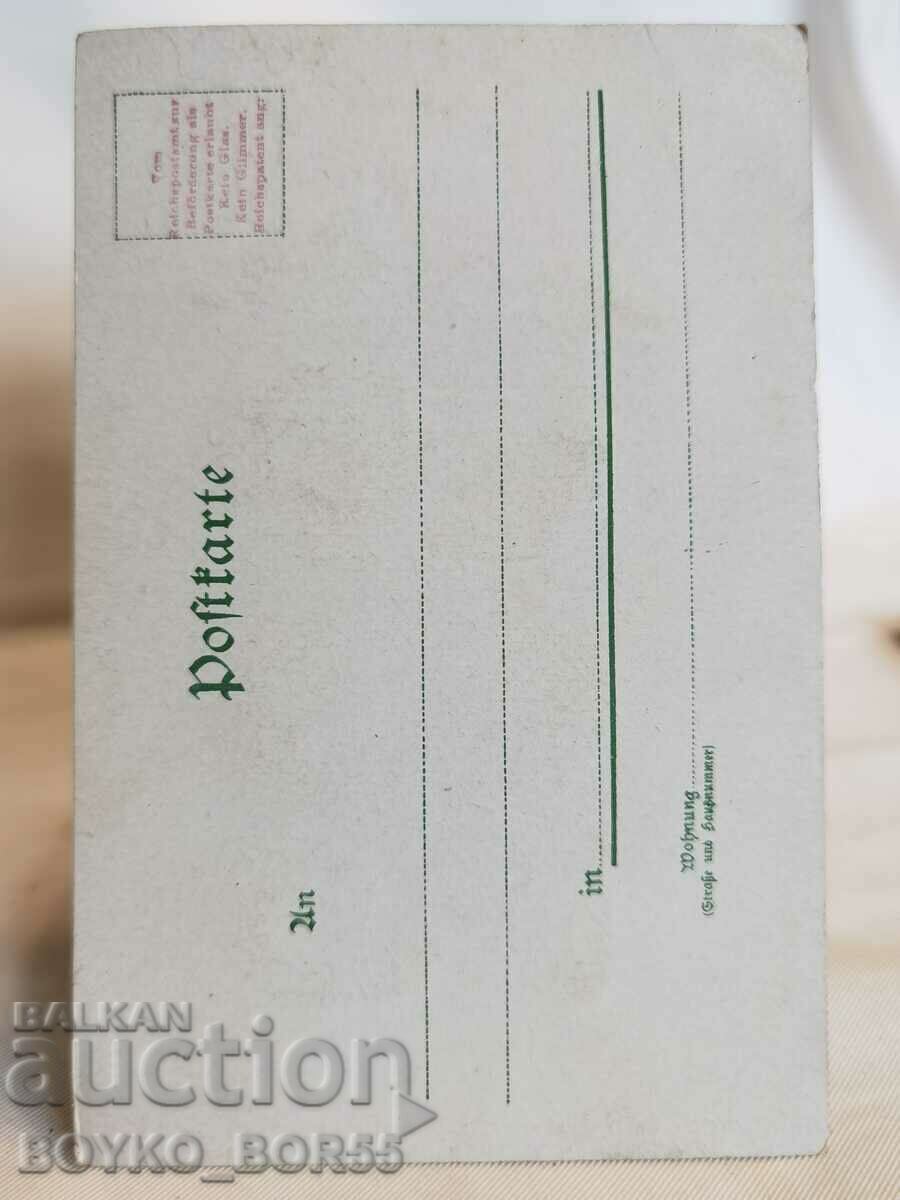 Vom
Reichspostamt zur
Beförderung als
Postkarte erlaubt
Kein Glas.
Kein Glimmer.
Reichspatent ang.
Poſtkarte
An
in
Wohnung
(Straße und Hausnummer)
BALKAN
auction
BOYKO_BOR55